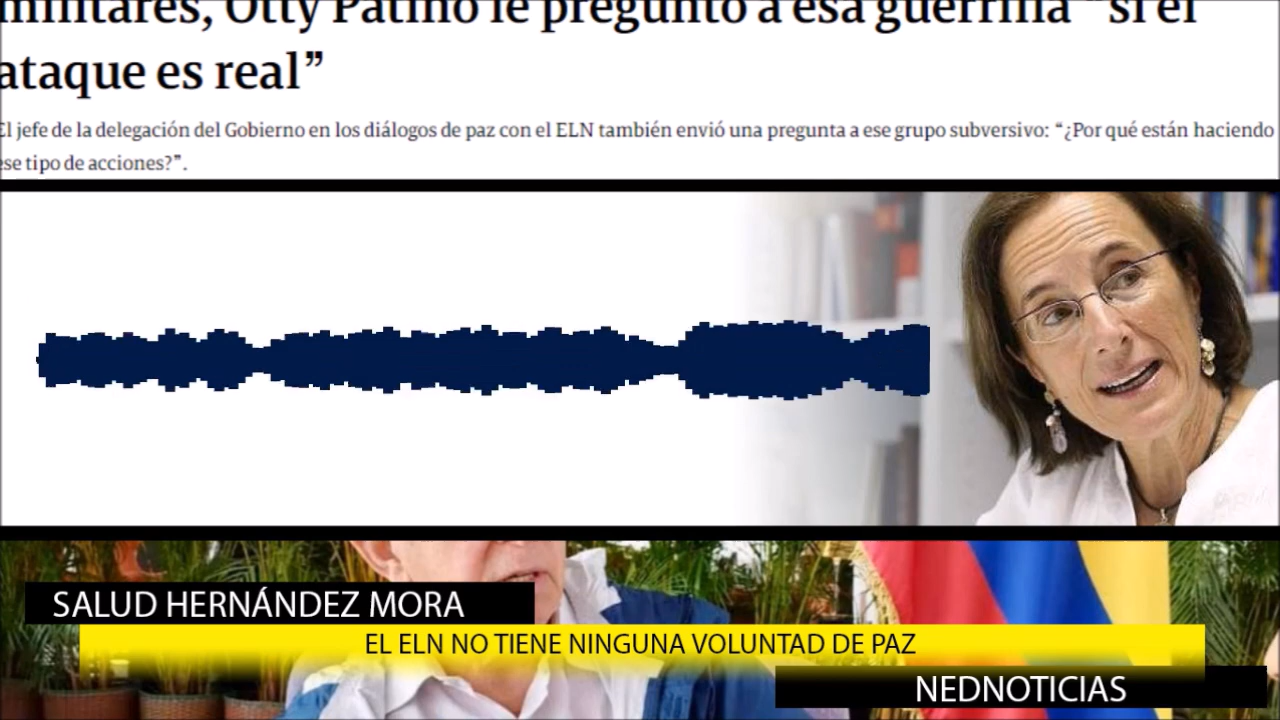 militares, Otty Patiño le preguntó a esa guerrilla “si el
ataque es real”
El jefe de la delegación del Gobierno en los diálogos de paz con el ELN también envió una pregunta a ese grupo subversivo: “¿Por qué están haciendo
ese tipo de acciones?”.
SALUD HERNÁNDEZ MORA
EL ELN NO TIENE NINGUNA VOLUNTAD DE PAZ
NEDNOTICIAS